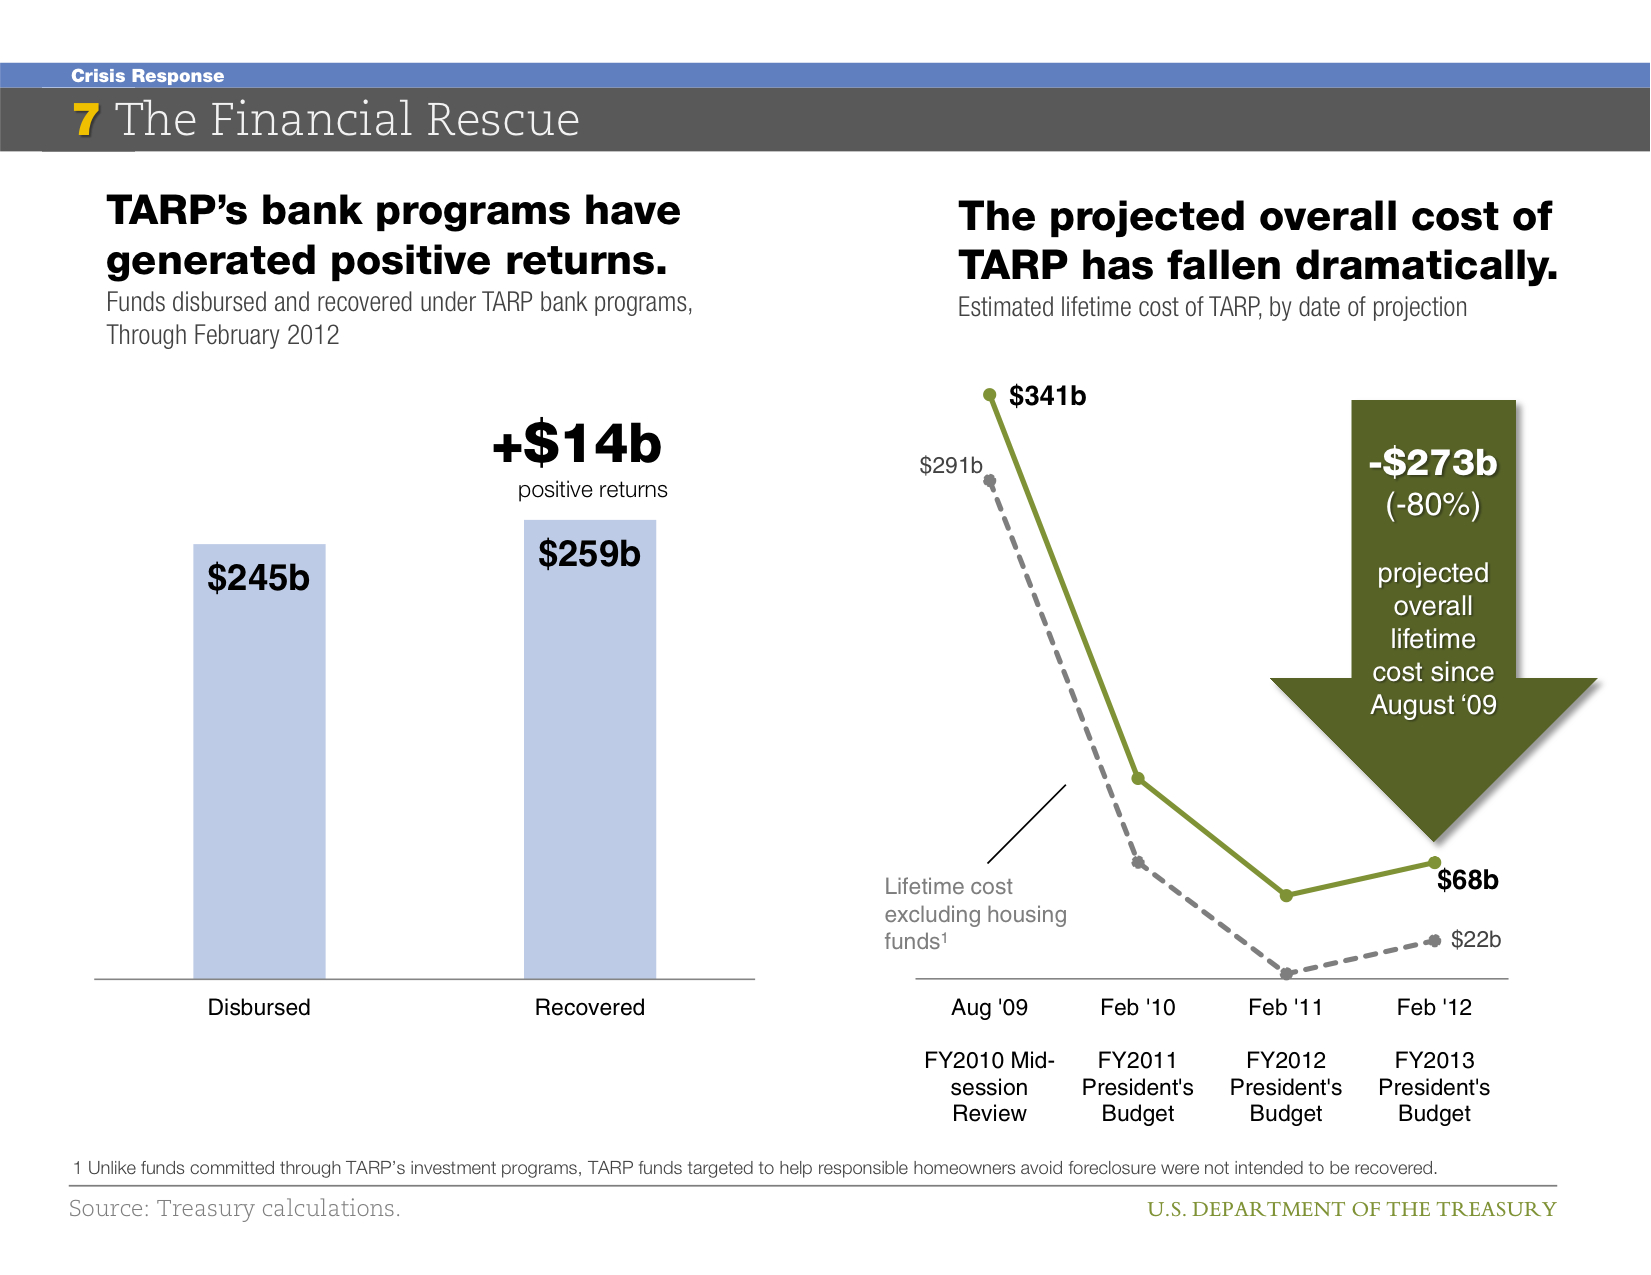 Crisis Response
7 The Financial Rescue
TARP’s bank programs have
generated positive returns.
Funds disbursed and recovered under TARP bank programs,
Through February 2012
+$14b
positive returns
$245b
$259b
Disbursed
Recovered
The projected overall cost of
TARP has fallen dramatically.
Estimated lifetime cost of TARP, by date of projection
$341b
$291b
-$273b
(-80%)
projected
overall
lifetime
cost since
August ‘09
Lifetime cost
excluding housing
funds¹
$68b
$22b
Aug '09
Feb '10
Feb '11
Feb '12
FY2010 Mid-
session
Review
FY2011
President's
Budget
FY2012
President's
Budget
FY2013
President's
Budget
1 Unlike funds committed through TARP’s investment programs, TARP funds targeted to help responsible homeowners avoid foreclosure were not intended to be recovered.
Source: Treasury calculations.
U.S. DEPARTMENT OF THE TREASURY